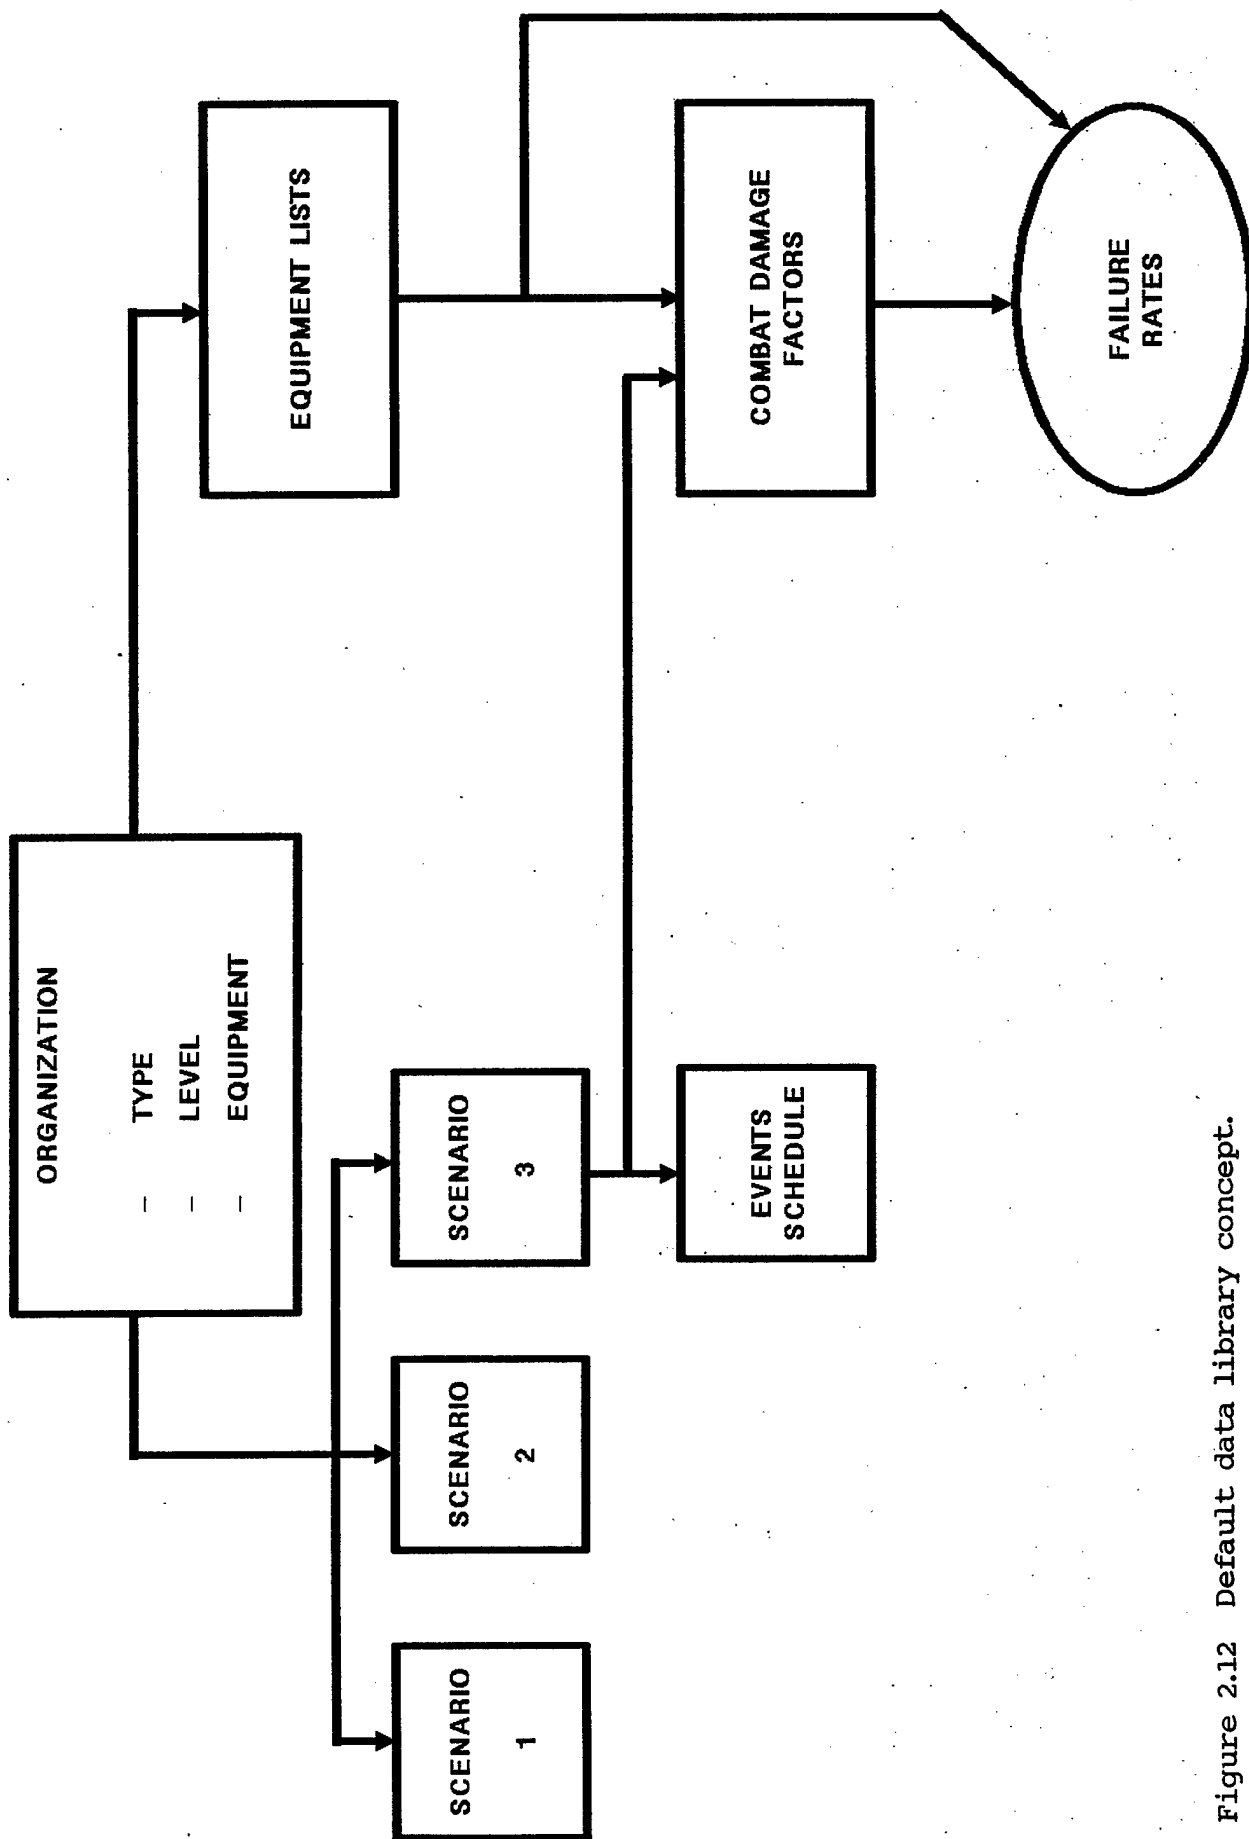 ORGANIZATION
– TYPE
– LEVEL
– EQUIPMENT
EQUIPMENT LISTS
SCENARIO
1
SCENARIO
2
SCENARIO
3
EVENTS
SCHEDULE
COMBAT DAMAGE
FACTORS
FAILURE
RATES
Figure 2.12 Default data library concept.